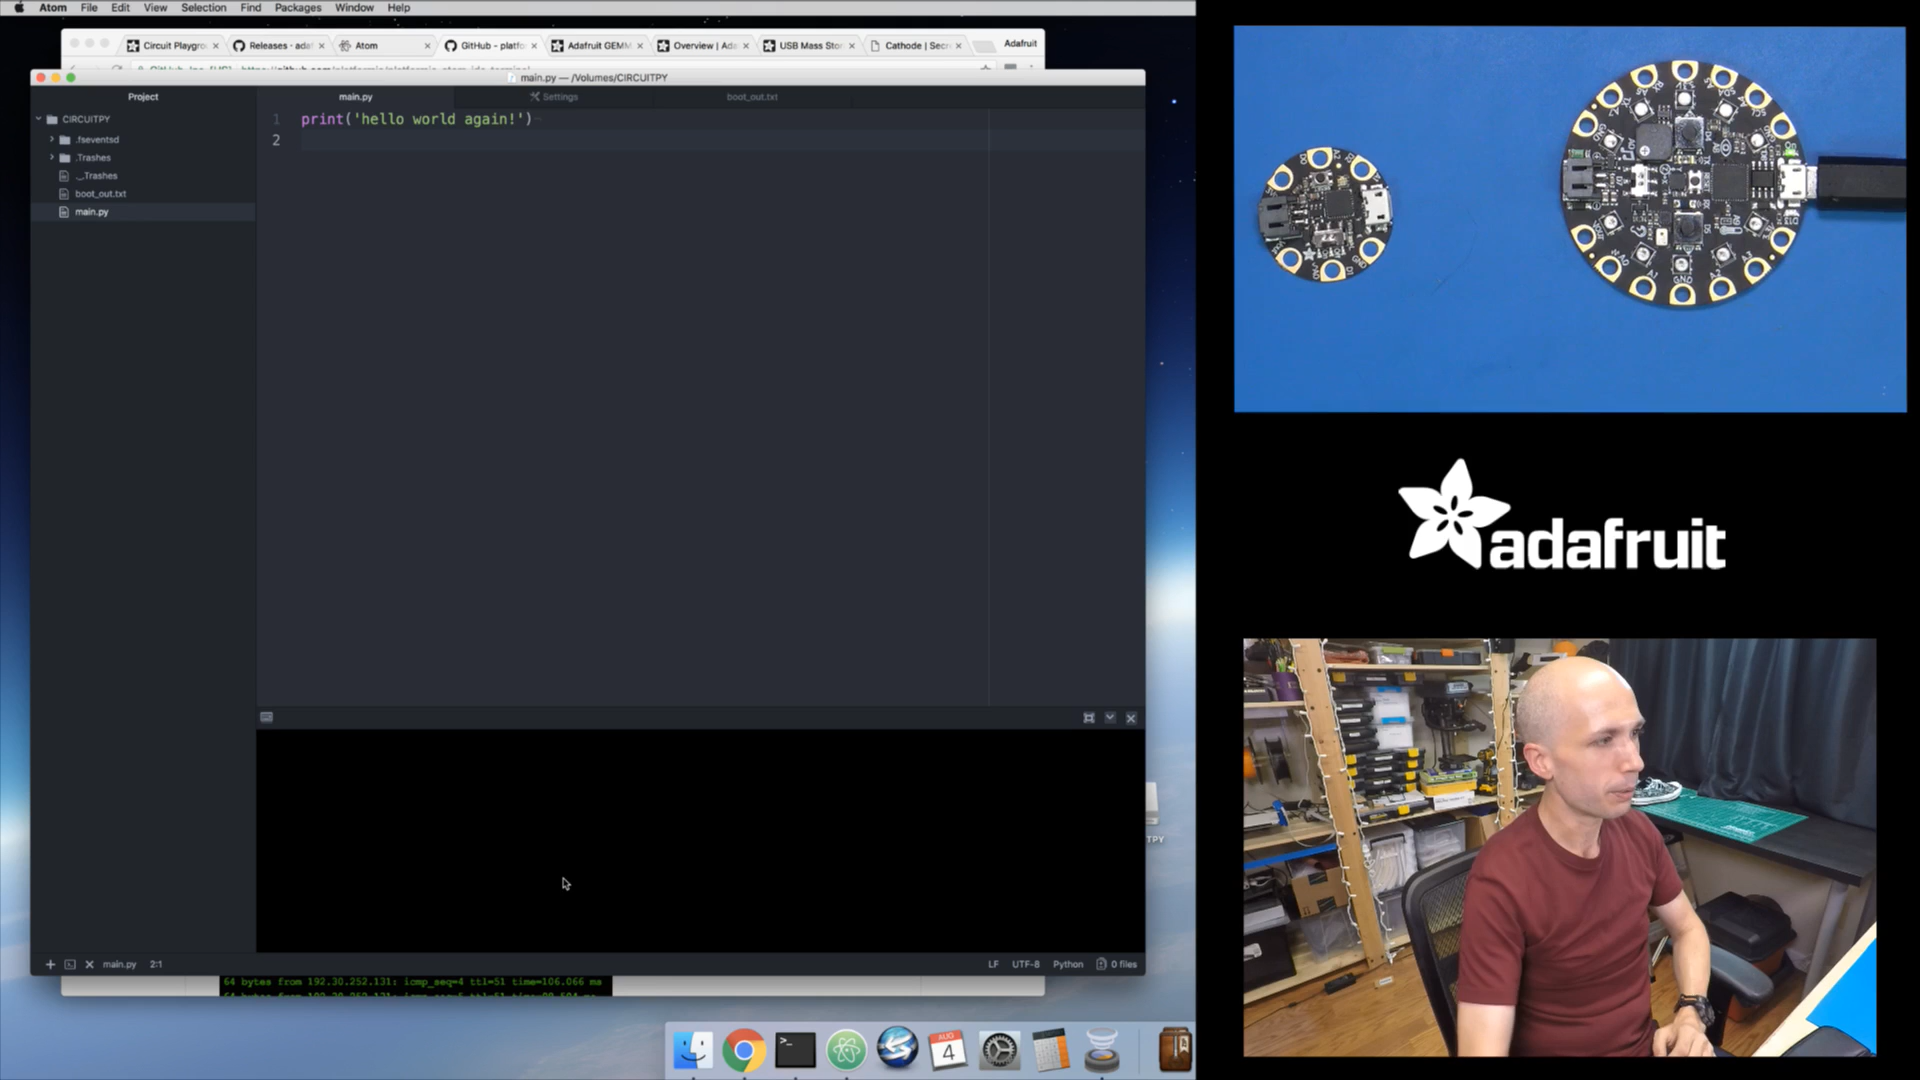 Atom File Edit View Selection Find Packages Window Help
Circuit Playgro
Releases · ada
Atom
GitHub - platfo
Adafruit GEMM
Overview | Ada
USB Mass Stor
Cathode | Secr
Adafruit
main.py — /Volumes/CIRCUITPY
Project
main.py
Settings
boot_out.txt
CIRCUITPY
.fseventsd
.Trashes
._Trashes
boot_out.txt
main.py
1 print('hello world again!')
2
main.py 2:1
LF UTF-8 Python 0 files
64 bytes from 192.30.252.131: icmp_seq=4 ttl=51 time=106.066 ms
TPY
AUG
4
adafruit